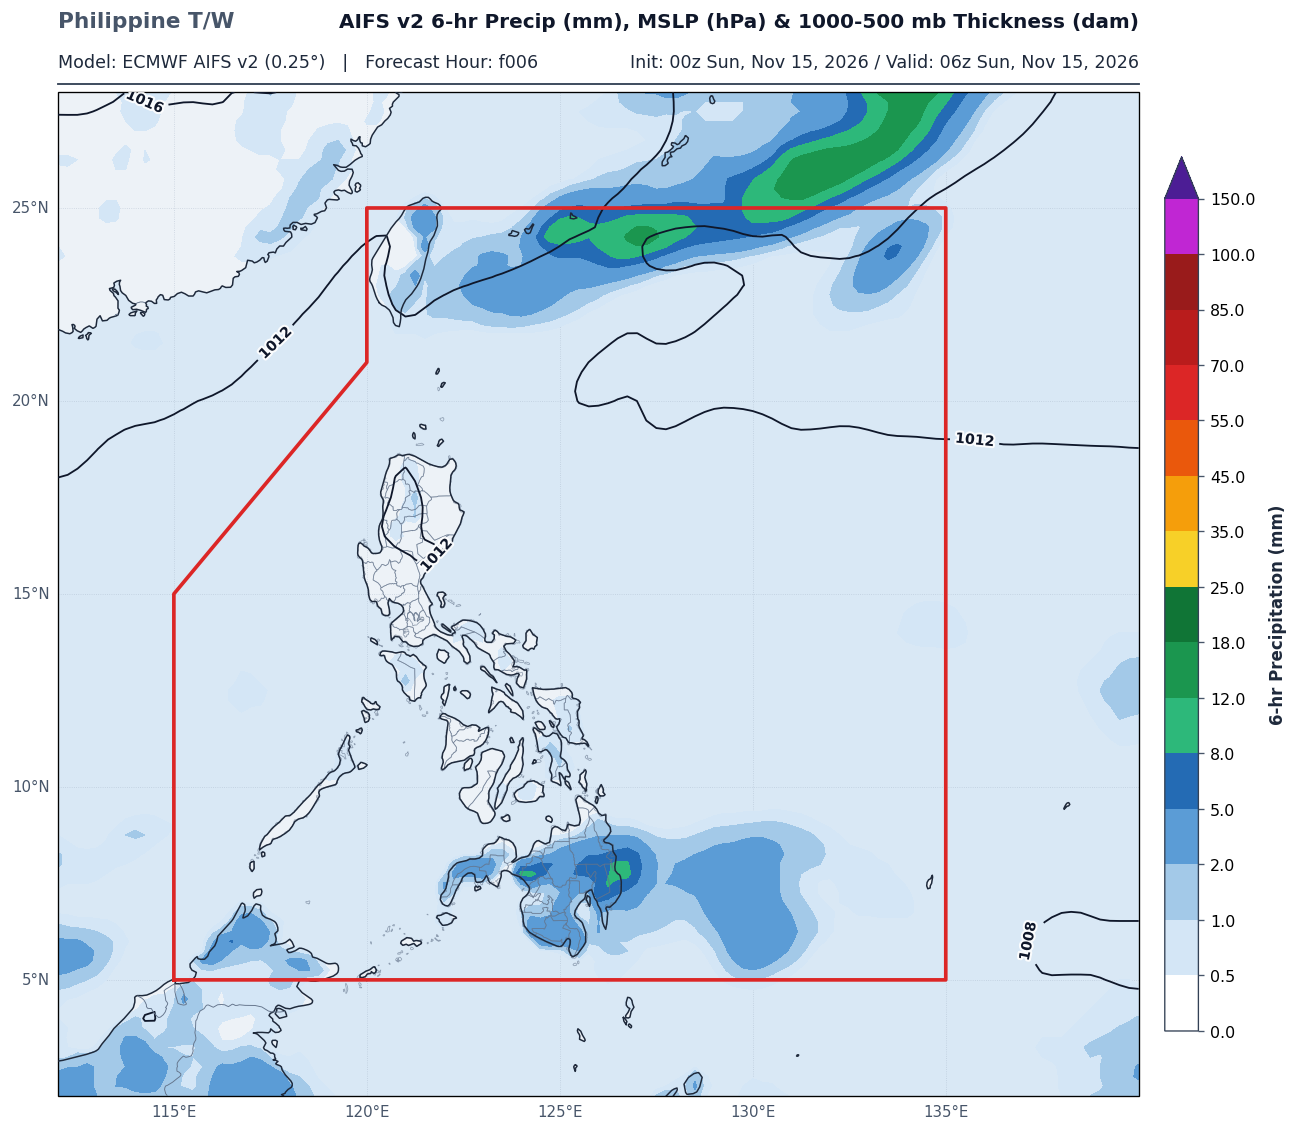 Philippine T/W
AIFS v2 6-hr Precip (mm), MSLP (hPa) & 1000-500 mb Thickness (dam)
Model: ECMWF AIFS v2 (0.25°)   |   Forecast Hour: f006
Init: 00z Sun, Nov 15, 2026 / Valid: 06z Sun, Nov 15, 2026
1016
1012
1012
1012
1008
25°N
20°N
15°N
10°N
5°N
115°E
120°E
125°E
130°E
135°E
150.0
100.0
85.0
70.0
55.0
45.0
35.0
25.0
18.0
12.0
8.0
5.0
2.0
1.0
0.5
0.0
6-hr Precipitation (mm)